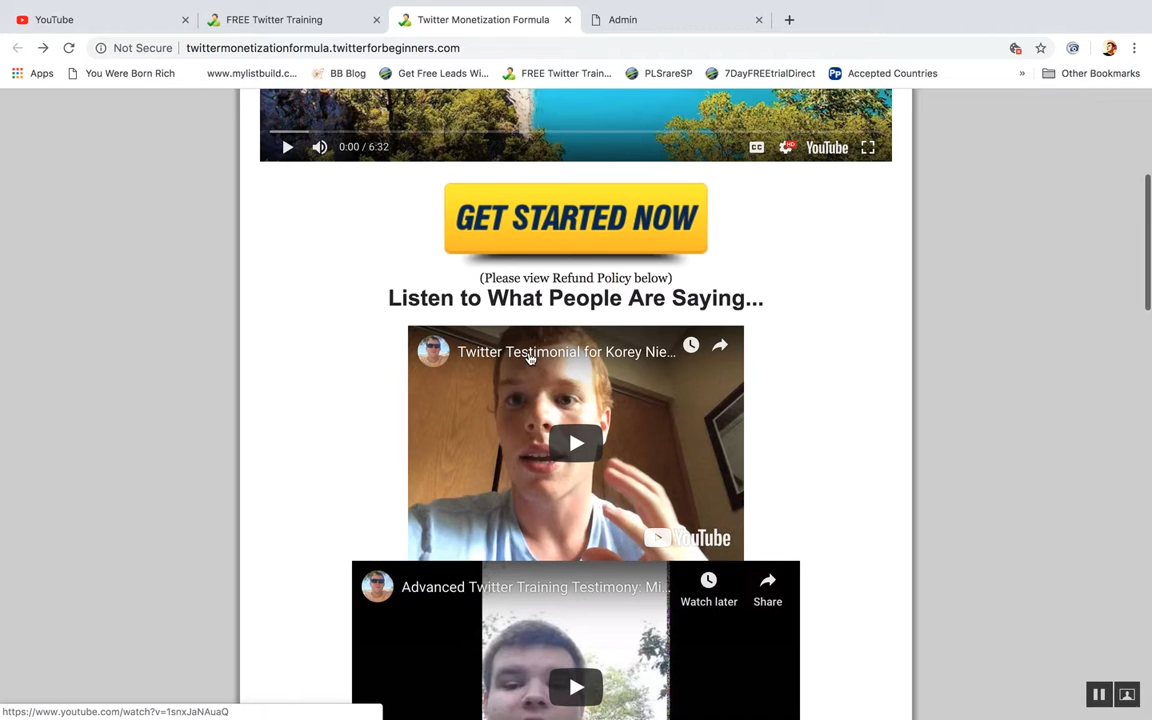 YouTube
FREE Twitter Training
Twitter Monetization Formula
Admin
Not Secure | twittermonetizationformula.twitterforbeginners.com
Apps
You Were Born Rich
www.mylistbuild.c...
BB Blog
Get Free Leads Wi...
FREE Twitter Train...
PLSrareSP
7DayFREEtrialDirect
Accepted Countries
»
Other Bookmarks
0:00 / 6:32
CC
HD
YouTube
GET STARTED NOW
(Please view Refund Policy below)
Listen to What People Are Saying...
Twitter Testimonial for Korey Nie...
YouTube
Advanced Twitter Training Testimony: Mi...
Watch later
Share
https://www.youtube.com/watch?v=1snxJaNAuaQ